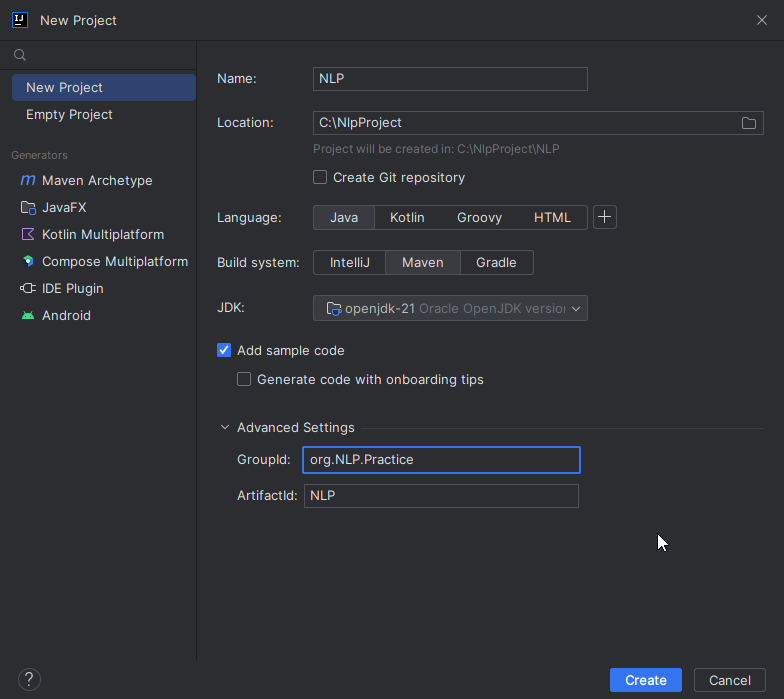 New Project
New Project
Empty Project
Generators
Maven Archetype
JavaFX
Kotlin Multiplatform
Compose Multiplatform
IDE Plugin
Android
Name: NLP
Location: C:\NlpProject
Project will be created in: C:\NlpProject\NLP
Create Git repository
Language: Java Kotlin Groovy HTML
Build system: IntelliJ Maven Gradle
JDK: openjdk-21 Oracle OpenJDK version
Add sample code
Generate code with onboarding tips
Advanced Settings
GroupId: org.NLP.Practice
ArtifactId: NLP
? Create Cancel